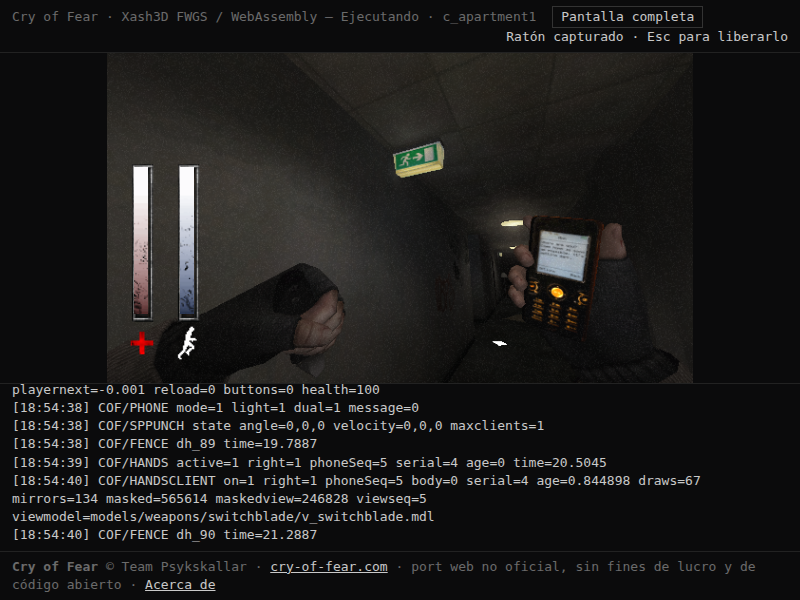 Cry of Fear · Xash3D FWGS / WebAssembly — Ejecutando · c_apartment1
Pantalla completa
Ratón capturado · Esc para liberarlo
playernext=-0.001 reload=0 buttons=0 health=100
[18:54:38] COF/PHONE mode=1 light=1 dual=1 message=0
[18:54:38] COF/SPPUNCH state angle=0,0,0 velocity=0,0,0 maxclients=1
[18:54:38] COF/FENCE dh_89 time=19.7887
[18:54:39] COF/HANDS active=1 right=1 phoneSeq=5 serial=4 age=0 time=20.5045
[18:54:40] COF/HANDSCLIENT on=1 right=1 phoneSeq=5 body=0 serial=4 age=0.844898 draws=67
mirrors=134 masked=565614 maskedview=246828 viewseq=5
viewmodel=models/weapons/switchblade/v_switchblade.mdl
[18:54:40] COF/FENCE dh_90 time=21.2887
Cry of Fear © Team Psykskallar · cry-of-fear.com · port web no oficial, sin fines de lucro y de
código abierto · Acerca de